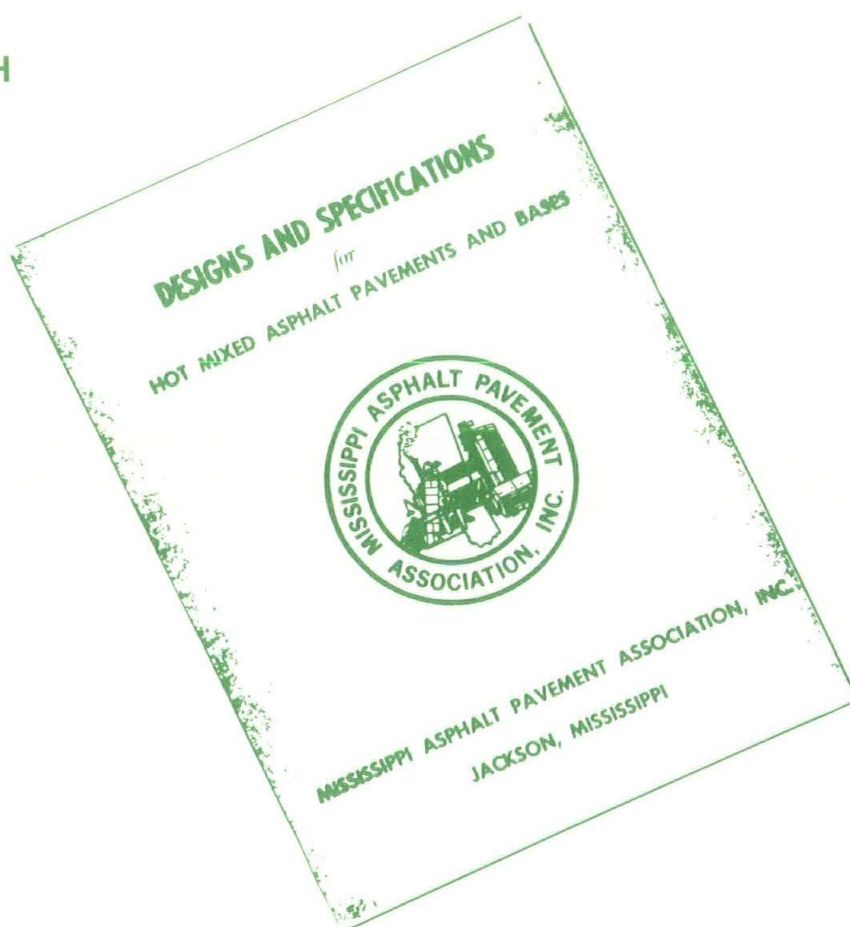 H
DESIGNS AND SPECIFICATIONS
for
HOT MIXED ASPHALT PAVEMENTS AND BASES
MISSISSIPPI ASPHALT PAVEMENT
ASSOCIATION, INC.
MISSISSIPPI ASPHALT PAVEMENT ASSOCIATION, INC.
JACKSON, MISSISSIPPI